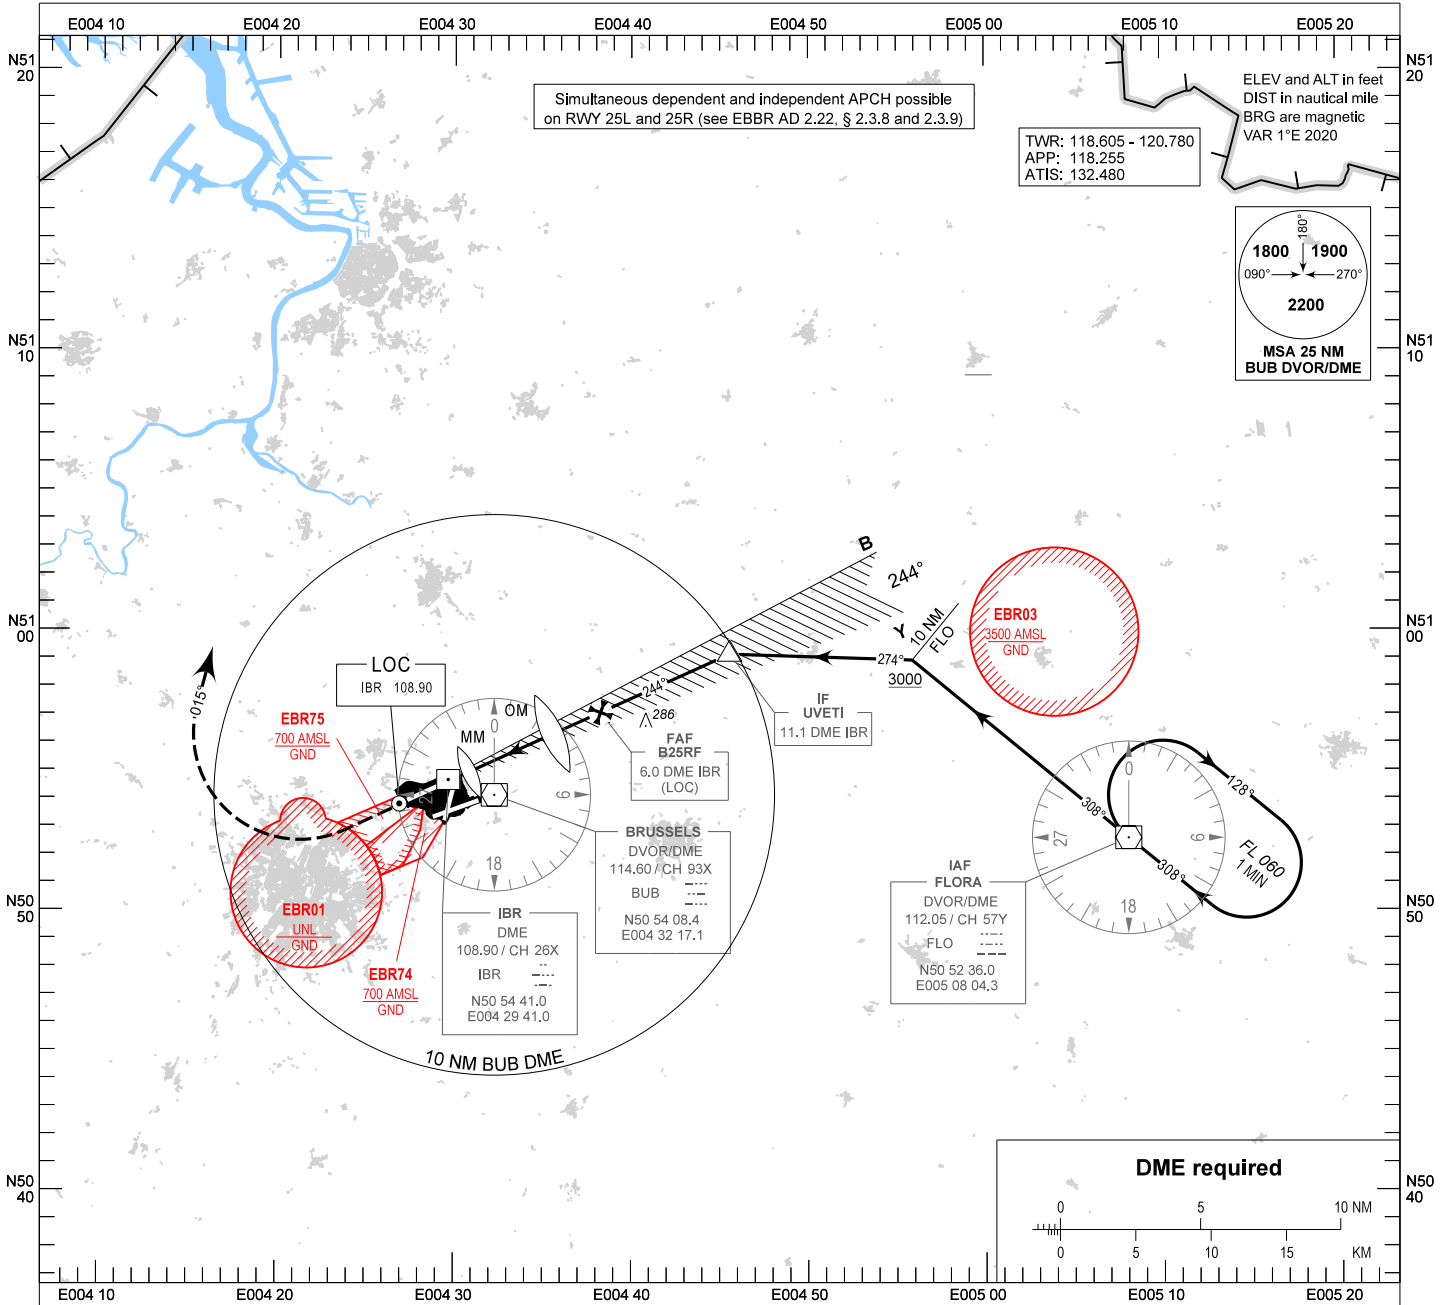 E004 10 E004 20 E004 30 E004 40 E004 50 E005 00 E005 10 E005 20
N51 20
N51 20
Simultaneous dependent and independent APCH possible
on RWY 25L and 25R (see EBBR AD 2.22, § 2.3.8 and 2.3.9)
ELEV and ALT in feet
DIST in nautical mile
BRG are magnetic
VAR 1°E 2020
TWR: 118.605 - 120.780
APP: 118.255
ATIS: 132.480
180°
1800 1900
090° 270°
2200
MSA 25 NM
BUB DVOR/DME
N51 10
N51 10
B
244°
Y
10 NM
FLO
274°
3000
EBR03
3500 AMSL
GND
N51 00
N51 00
LOC
IBR 108.90
015°
EBR75
700 AMSL
GND
OM
MM
0
6
18
27
244°
286
IF
UVETI
11.1 DME IBR
FAF
B25RF
6.0 DME IBR
(LOC)
BRUSSELS
DVOR/DME
114.60 / CH 93X
BUB
N50 54 08.4
E004 32 17.1
0
6
18
27
308°
308°
128°
FL 060
1 MIN
IAF
FLORA
DVOR/DME
112.05 / CH 57Y
FLO
N50 52 36.0
E005 08 04.3
N50 50
N50 50
EBR01
UNL
GND
EBR74
700 AMSL
GND
IBR
DME
108.90 / CH 26X
IBR
N50 54 41.0
E004 29 41.0
10 NM BUB DME
N50 40
N50 40
DME required
0 5 10 NM
0 5 10 15 KM
E004 10 E004 20 E004 30 E004 40 E004 50 E005 00 E005 10 E005 20